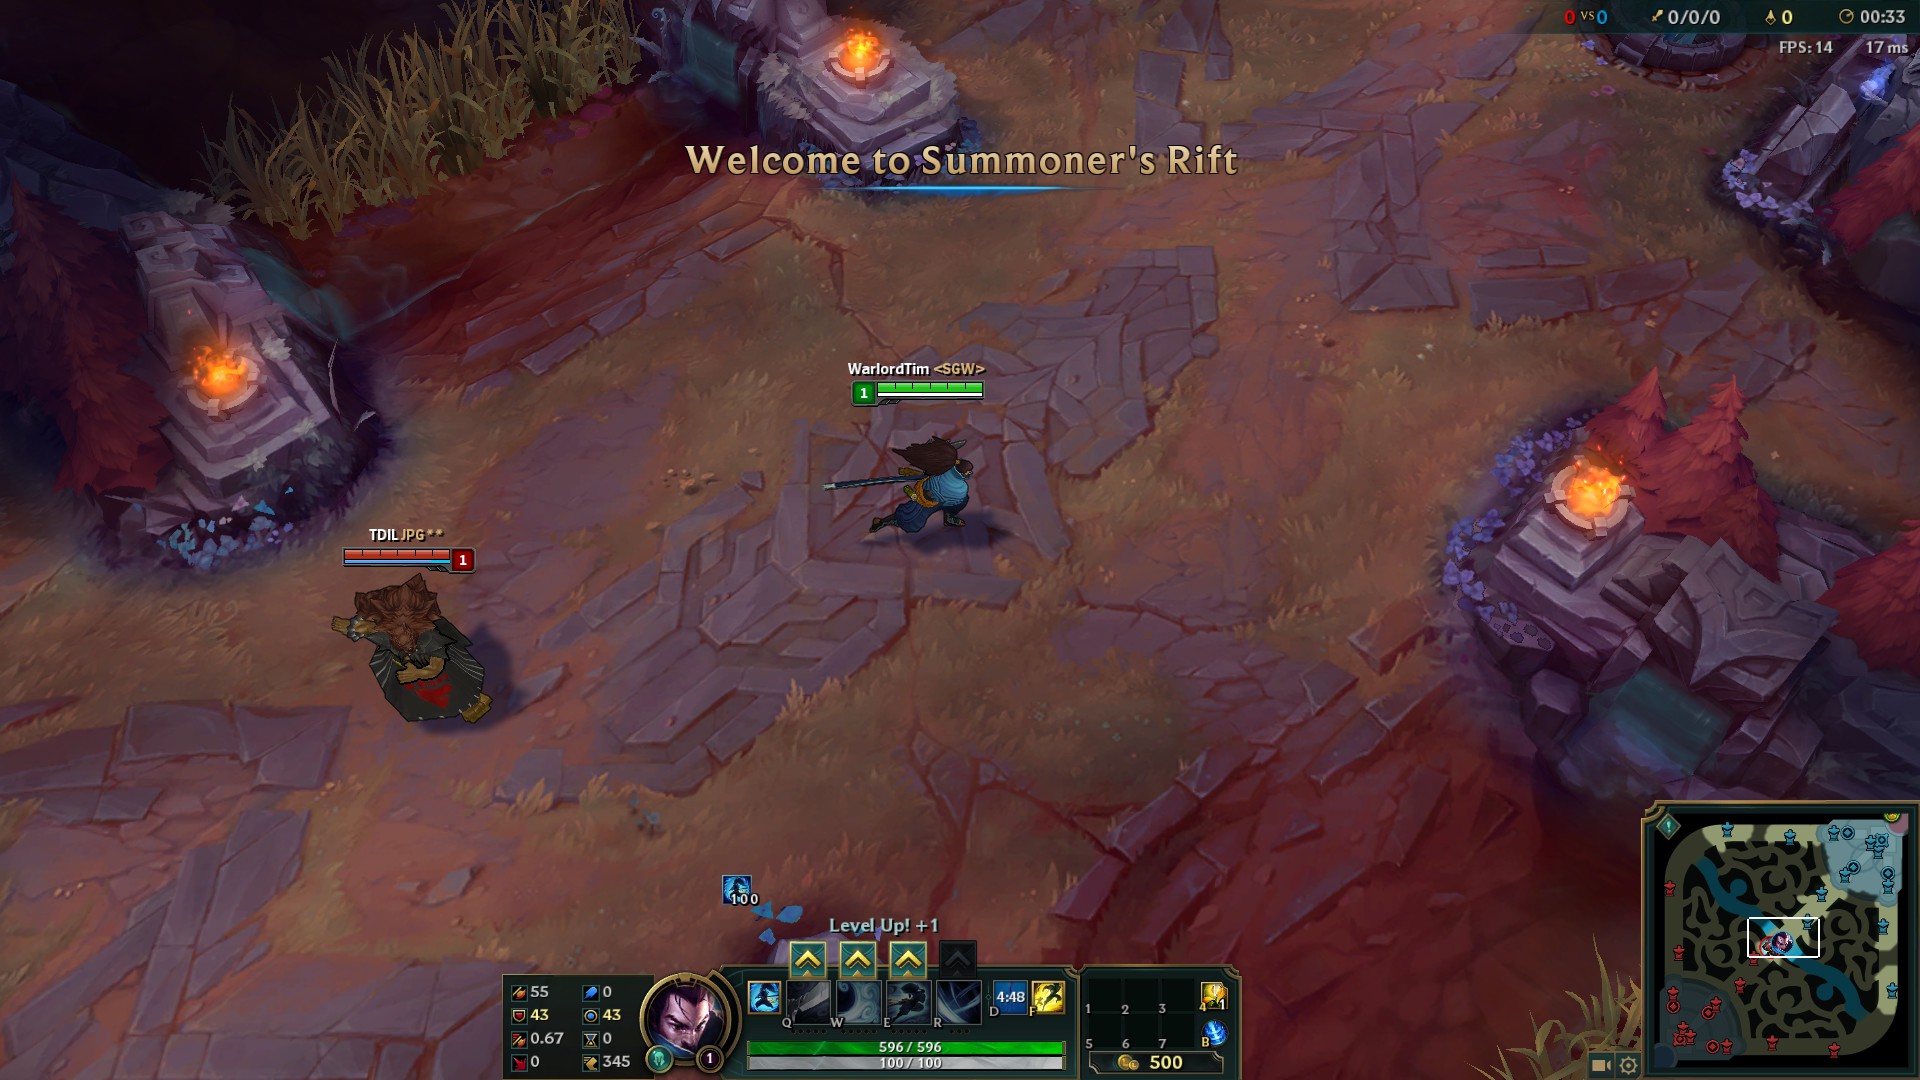 0 vs 0 0/0/0 0 00:33
FPS: 14 17 ms
Welcome to Summoner's Rift
WarlordTim <SGW>
1
TDIL JPG**
1
100
Level Up! +1
55 0
43 43
0.67 0
0 345
1
Q W E R
4:48
D F
596 / 596
100 / 100
1 2 3 4 1
5 6 7 B
500